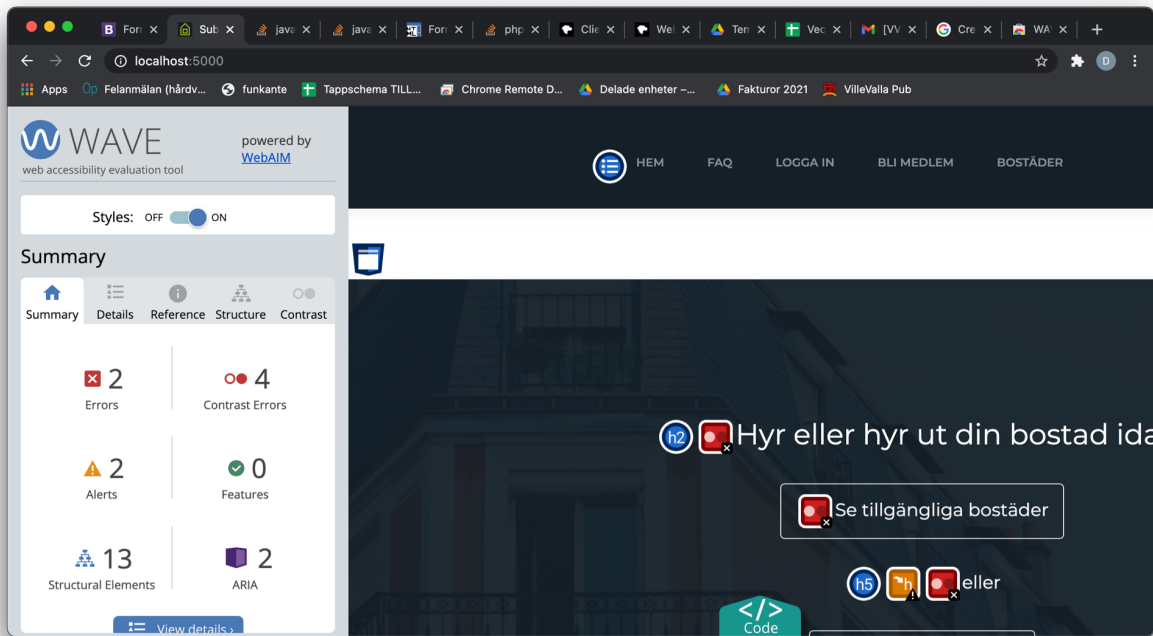 For
Sub
java
java
For
php
Clie
Wel
Ten
Vec
[VV
Cre
WA
localhost:5000
D
Apps
Felanmälan (hårdv...
funkante
Tappschema TILL...
Chrome Remote D...
Delade enheter –...
Fakturor 2021
VilleValla Pub
WAVE
web accessibility evaluation tool
powered by
WebAIM
HEM
FAQ
LOGGA IN
BLI MEDLEM
BOSTÄDER
Styles: OFF ON
Summary
Summary
Details
Reference
Structure
Contrast
2
Errors
4
Contrast Errors
2
Alerts
0
Features
13
Structural Elements
2
ARIA
View details ›
h2 Hyr eller hyr ut din bostad ida
Se tillgängliga bostäder
h5 h eller
</>
Code